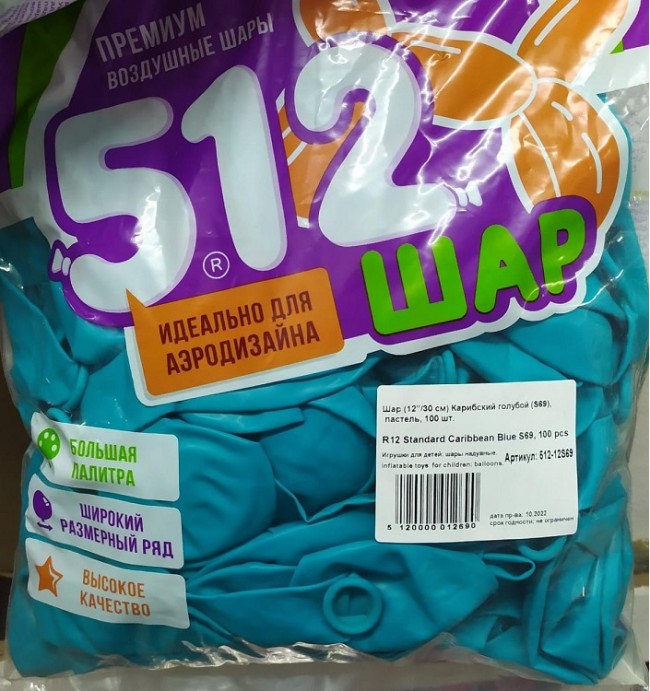 ПРЕМИУМ
ВОЗДУШНЫЕ ШАРЫ
512
®
ШАР
ИДЕАЛЬНО ДЛЯ
АЭРОДИЗАЙНА
БОЛЬШАЯ
ПАЛИТРА
ШИРОКИЙ
РАЗМЕРНЫЙ РЯД
ВЫСОКОЕ
КАЧЕСТВО
Шар (12"/30 см) Карибский голубой (S69),
пастель, 100 шт.
R12 Standard Caribbean Blue S69, 100 pcs
Игрушки для детей: шары надувные.
inflatable toys for children: balloons.
Артикул: 512-12S69
5 120000 012690
дата пр-ва: 10.2022
срок годности: не ограничен